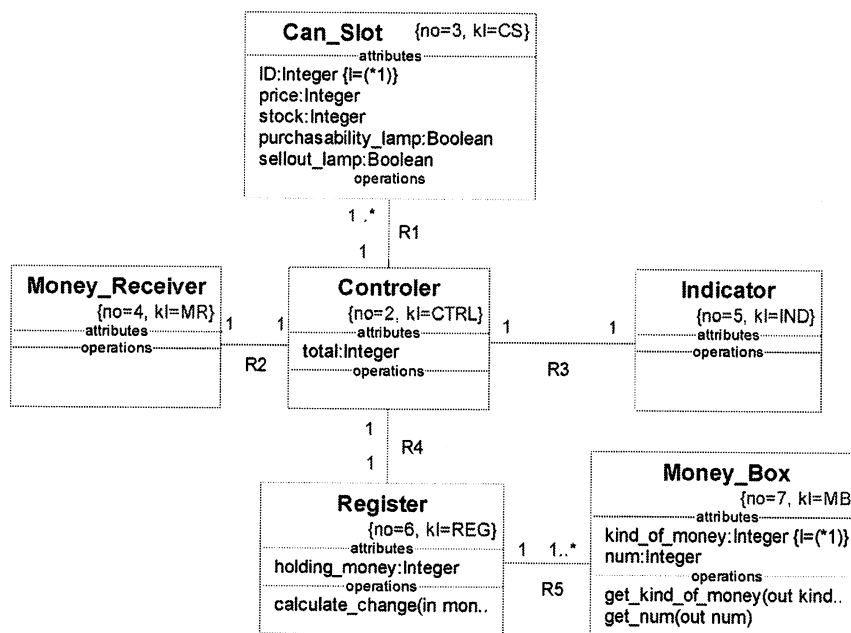 Can_Slot
{no=3, kl=CS}
attributes
ID:Integer {I=(*1)}
price:Integer
stock:Integer
purchasability_lamp:Boolean
sellout_lamp:Boolean
operations
1..*
R1
1
Money_Receiver
{no=4, kl=MR}
attributes
operations
1
1
R2
Controler
{no=2, kl=CTRL}
attributes
total:Integer
operations
1
1
R3
Indicator
{no=5, kl=IND}
attributes
operations
1
R4
1
Register
{no=6, kl=REG}
attributes
holding_money:Integer
operations
calculate_change(in mon..
1
1..*
R5
Money_Box
{no=7, kl=MB
attributes
kind_of_money:Integer {I=(*1)}
num:Integer
operations
get_kind_of_money(out kind..
get_num(out num)